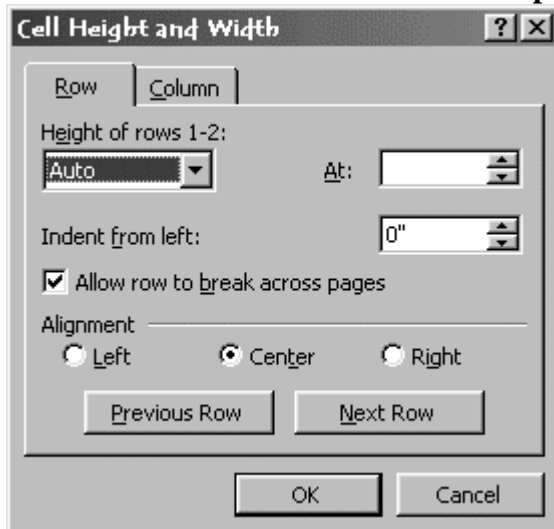 Cell Height and Width
Row Column
Height of rows 1-2:
Auto At:
Indent from left: 0"
Allow row to break across pages
Alignment
Left Center Right
Previous Row Next Row
OK Cancel